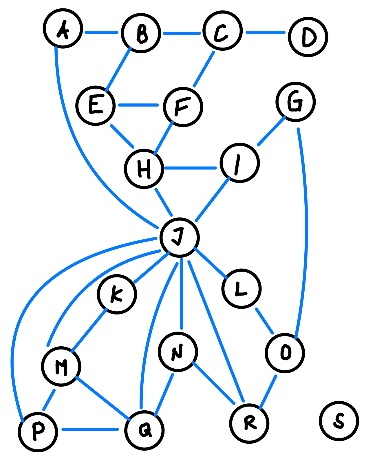 A B C D
E F G
H I
J
K L
M N O
P Q R S